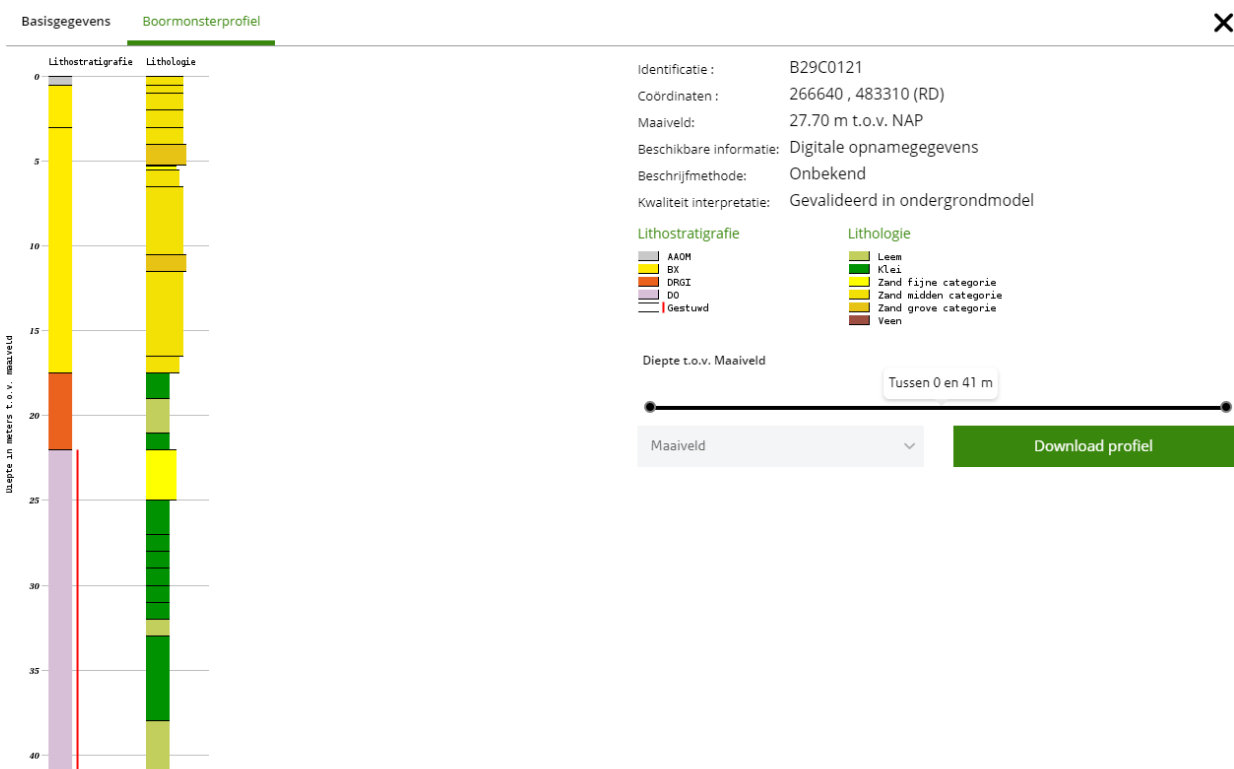 Basisgegevens Boormonsterprofiel
Lithostratigrafie Lithologie
0
5
10
15
20
25
30
35
40
Diepte in meters t.o.v. maaiveld
Identificatie : B29C0121
Coördinaten : 266640 , 483310 (RD)
Maaiveld: 27.70 m t.o.v. NAP
Beschikbare informatie: Digitale opnamegegevens
Beschrijfmethode: Onbekend
Kwaliteit interpretatie: Gevalideerd in ondergrondmodel
Lithostratigrafie
AAOM
BX
DRGI
DO
Gestuwd
Lithologie
Leem
Klei
Zand fijne categorie
Zand midden categorie
Zand grove categorie
Veen
Diepte t.o.v. Maaiveld
Tussen 0 en 41 m
Maaiveld
Download profiel